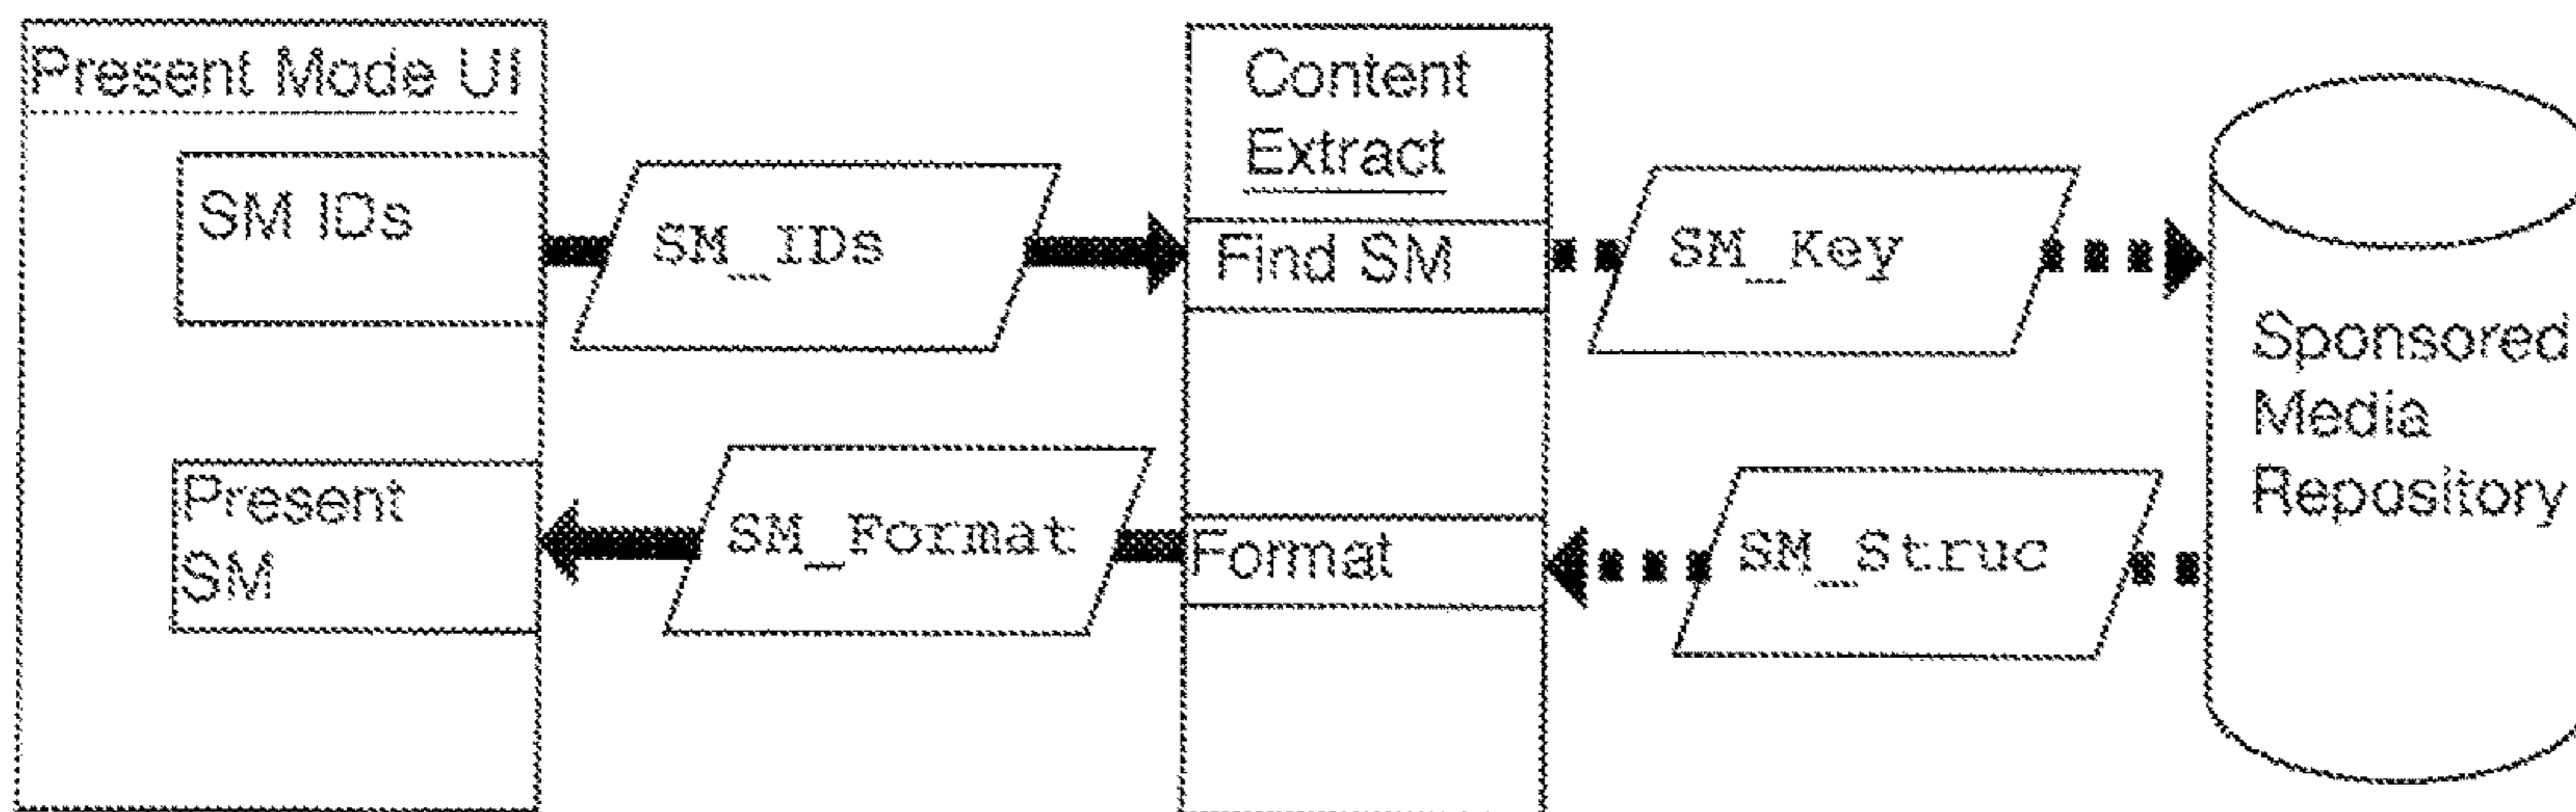 Present Mode UI
Content
Extract
SM IDs
SM_IDs
Find SM
SM_Key
Sponsored
Media
Repository
Present
SM
SM_Format
Format
SM_Struc